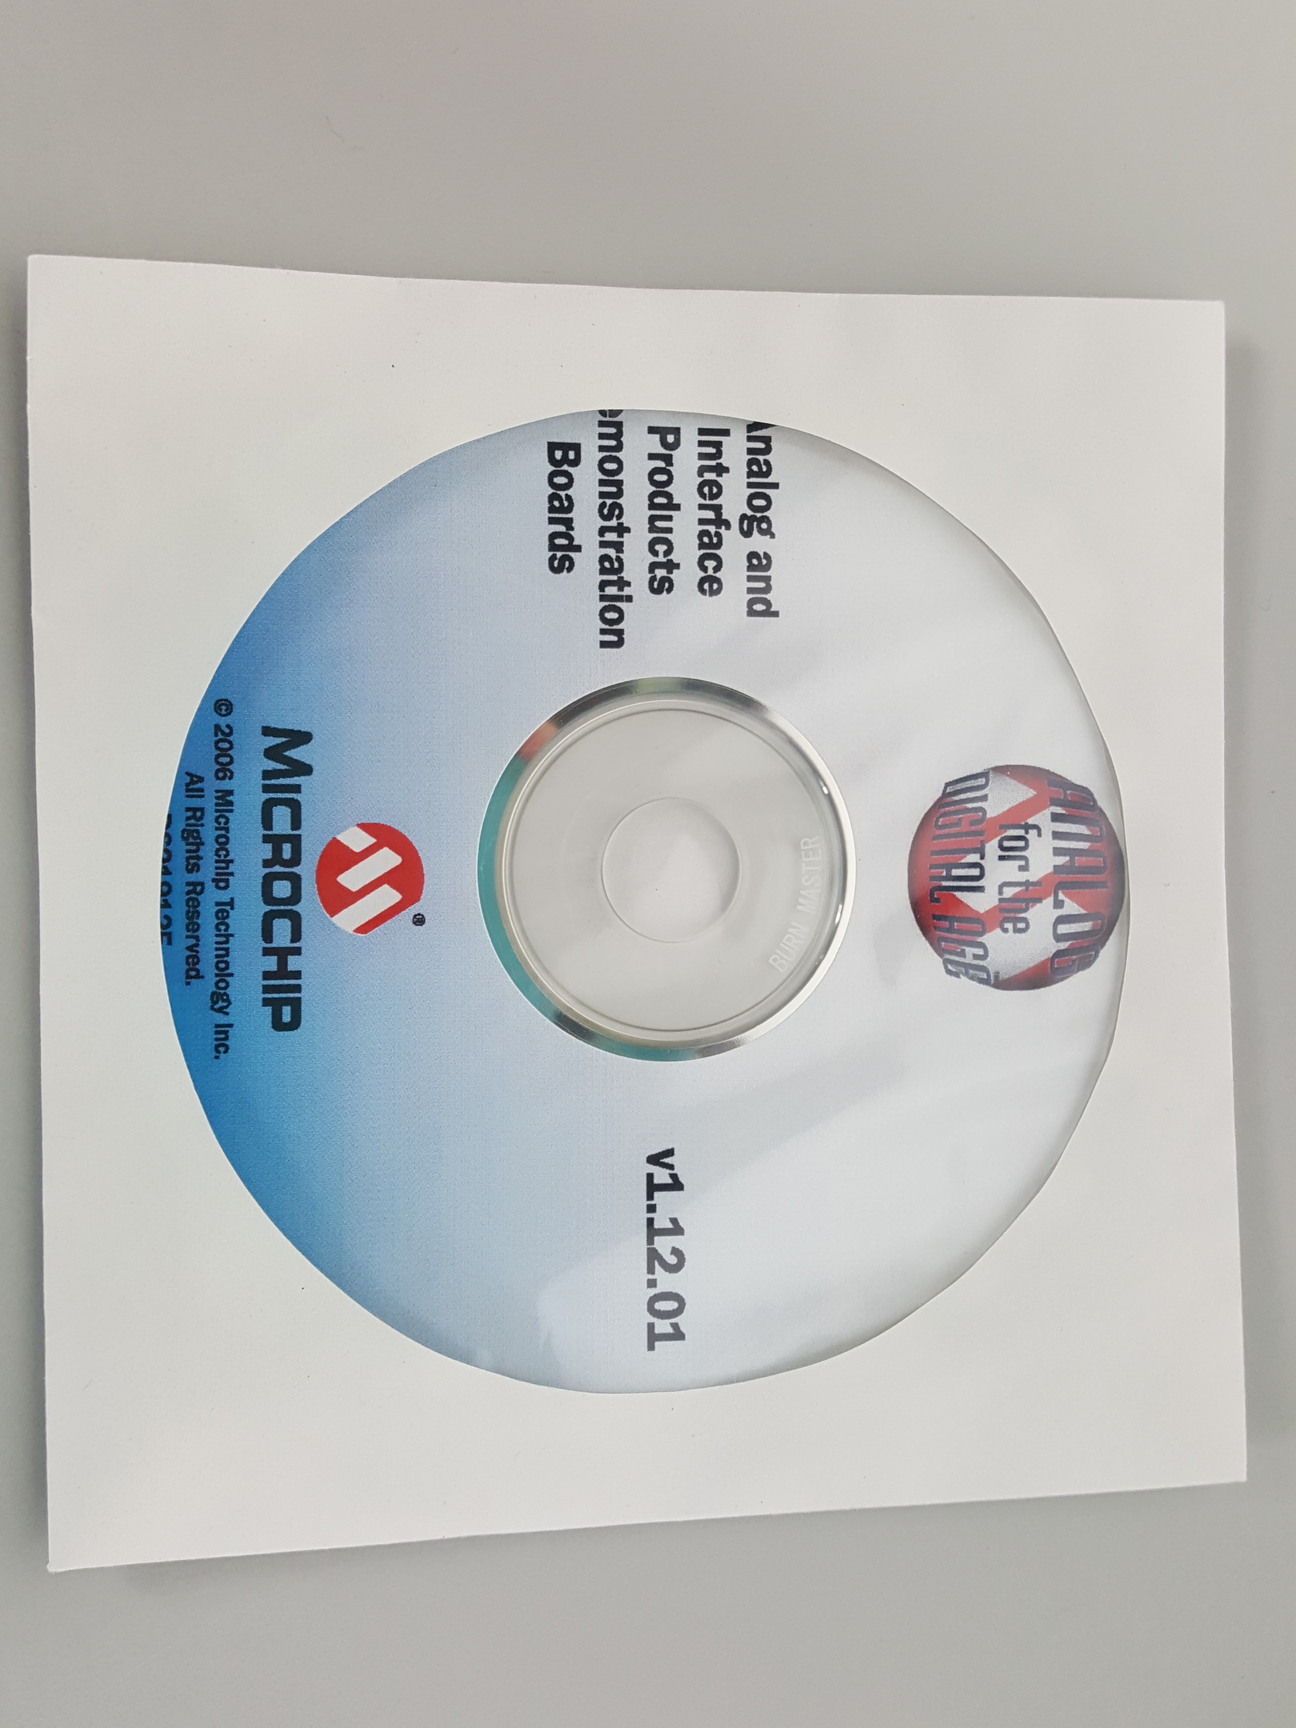 ANALOG
for the
DIGITAL AGE
Analog and
Interface
Products
emonstration
Boards
v1.12.01
BURN MASTER
®
MICROCHIP
© 2006 Microchip Technology Inc.
All Rights Reserved.